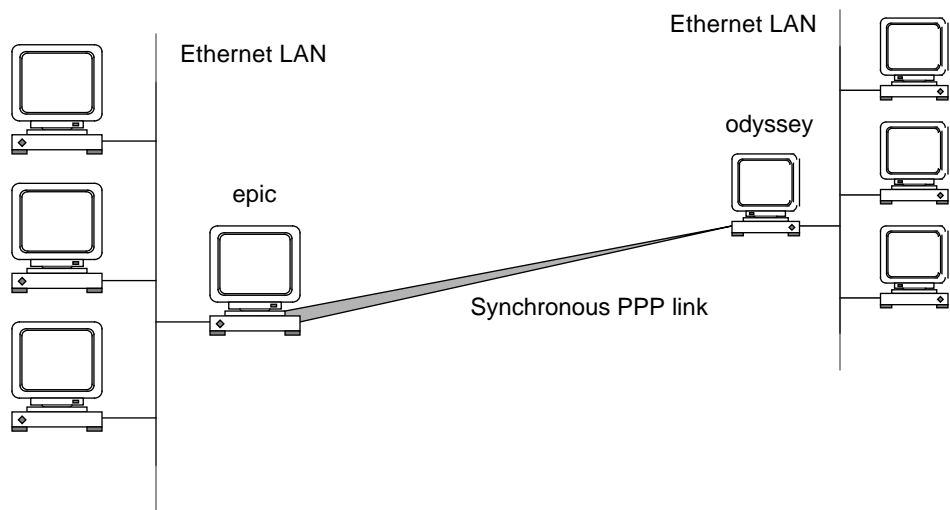 Ethernet LAN
Ethernet LAN
odyssey
epic
Synchronous PPP link